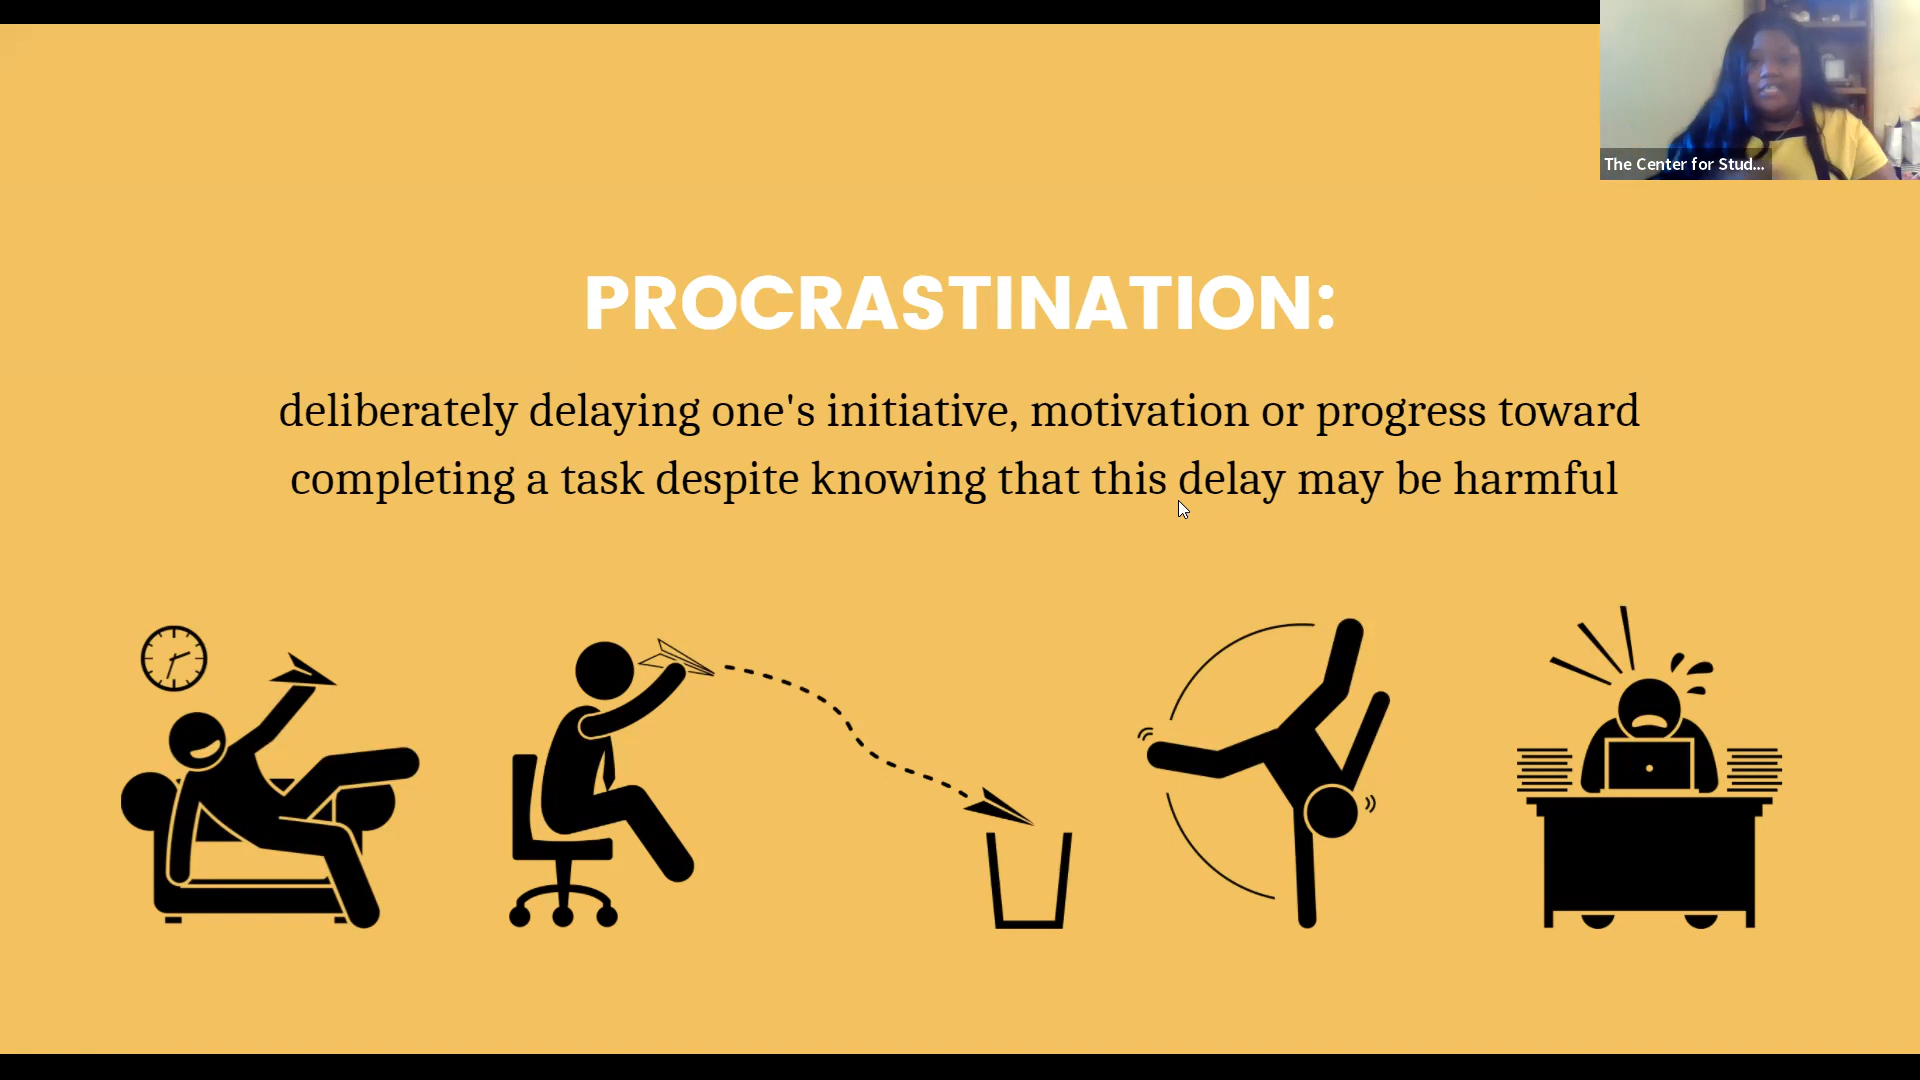 PROCRASTINATION:
deliberately delaying one's initiative, motivation or progress toward
completing a task despite knowing that this delay may be harmful
The Center for Stud...